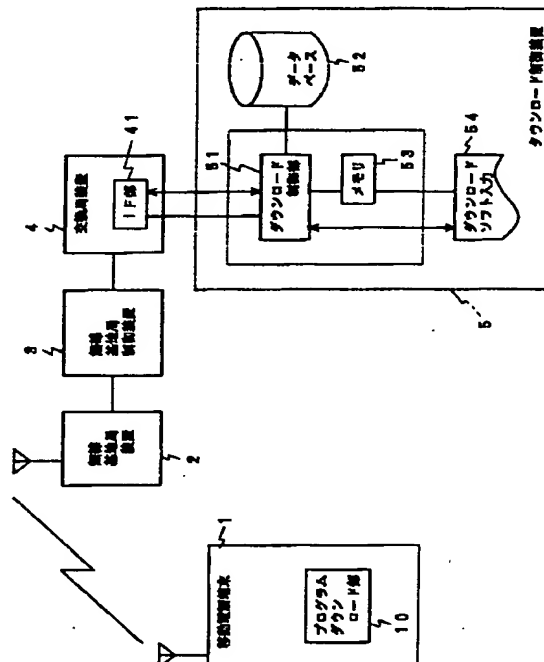 1
移動電話端末
プログラム
ダウン
ロード部
10
無線
基地局
装置
2
3
無線
基地局
制御装置
4
交換局装置
IF部
41
51
ダウンロード
制御部
データ
ベース
52
メモリ
53
ダウンロード
ソフト入力
54
5
ダウンロード制御装置